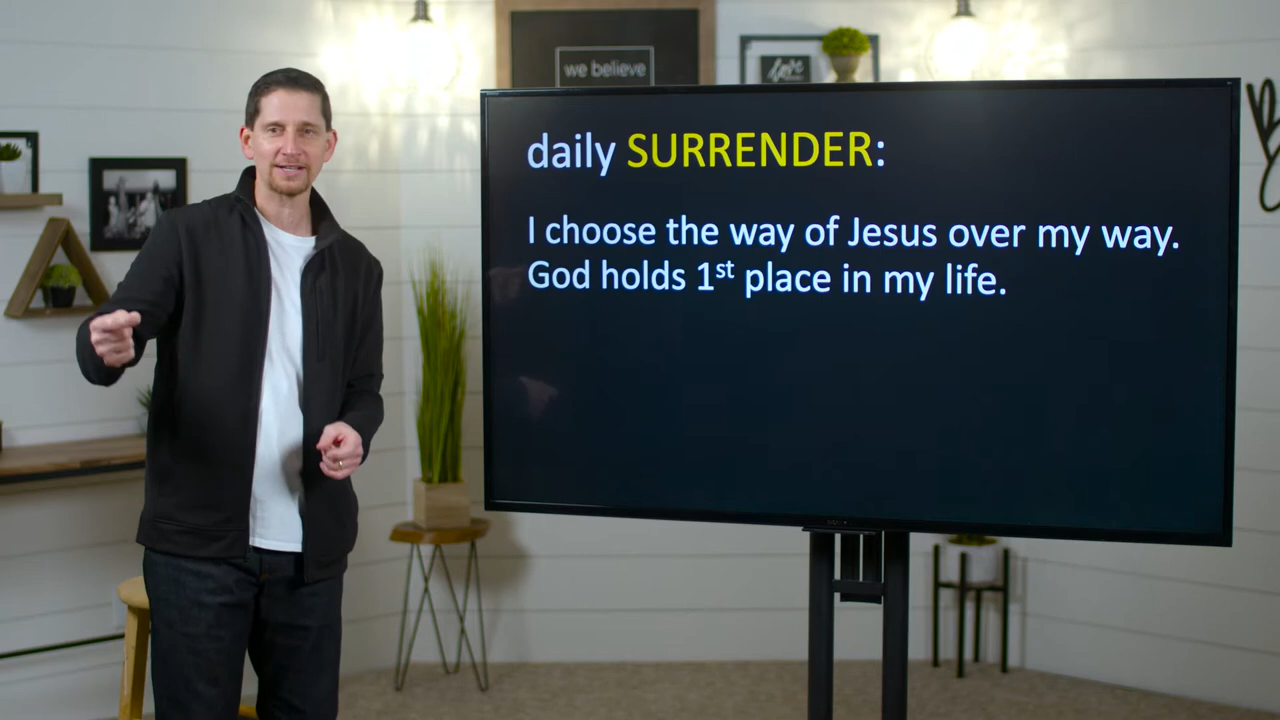 we believe
love
daily SURRENDER:
I choose the way of Jesus over my way.
God holds 1st place in my life.